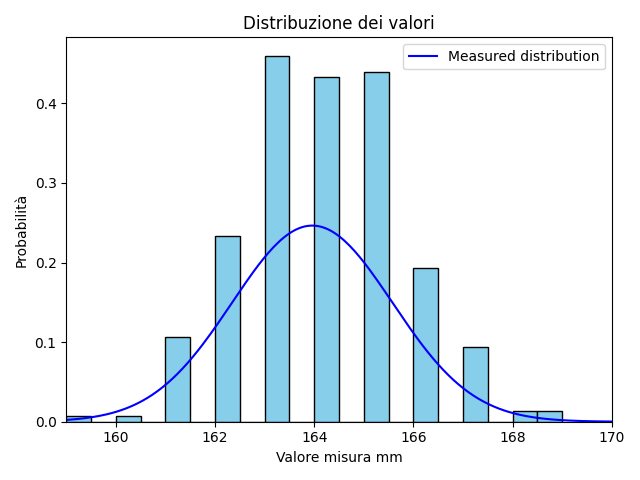 Distribuzione dei valori
Measured distribution
Probabilità
0.4
0.3
0.2
0.1
0.0
160 162 164 166 168 170
Valore misura mm